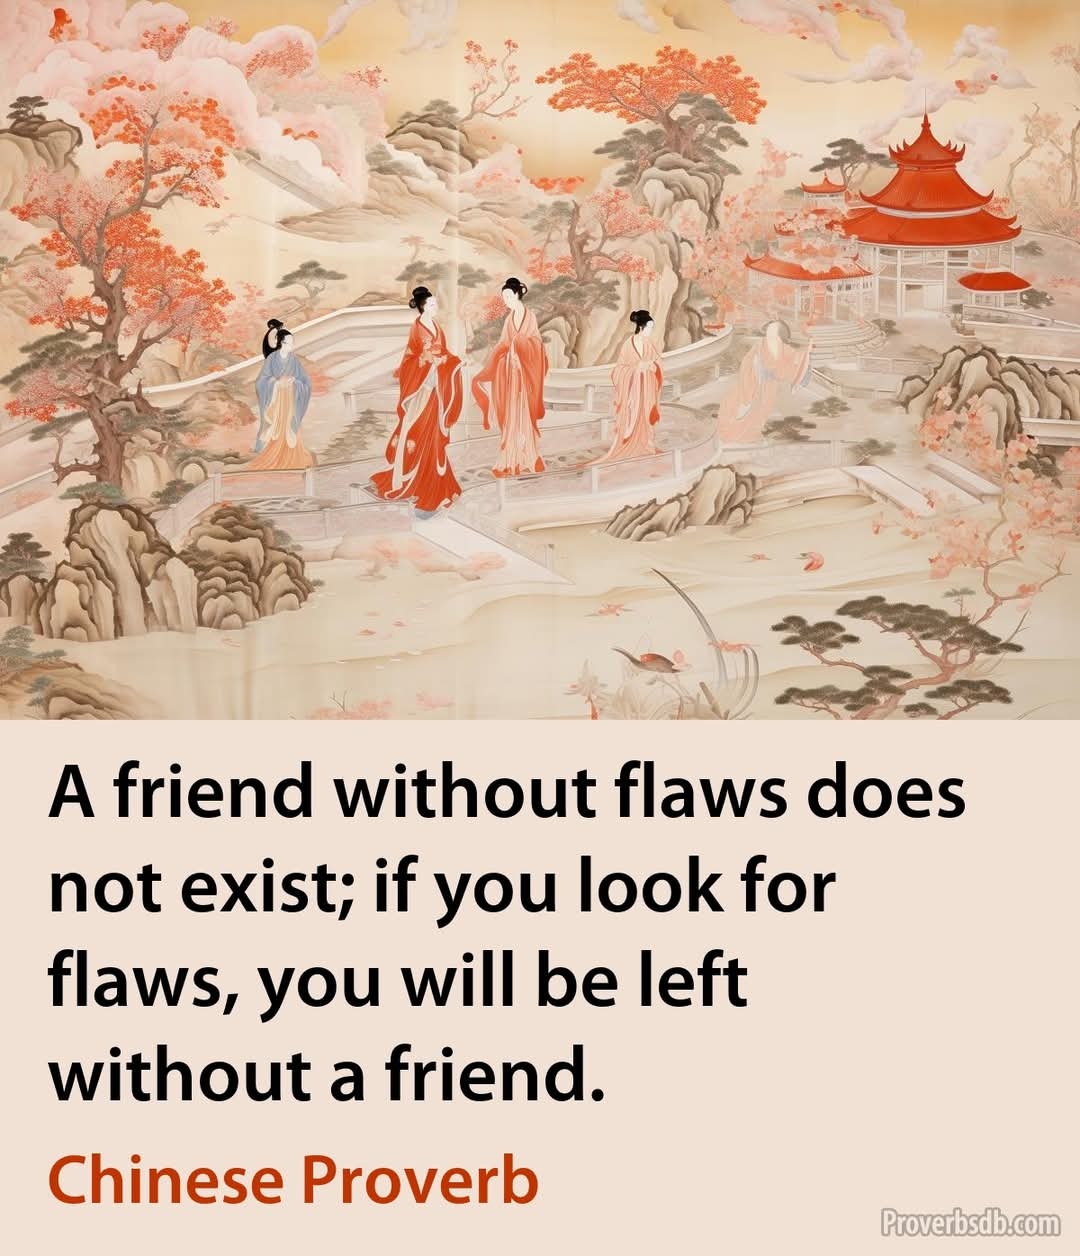 A friend without flaws does
not exist; if you look for
flaws, you will be left
without a friend.
Chinese Proverb
Proverbsdb.com